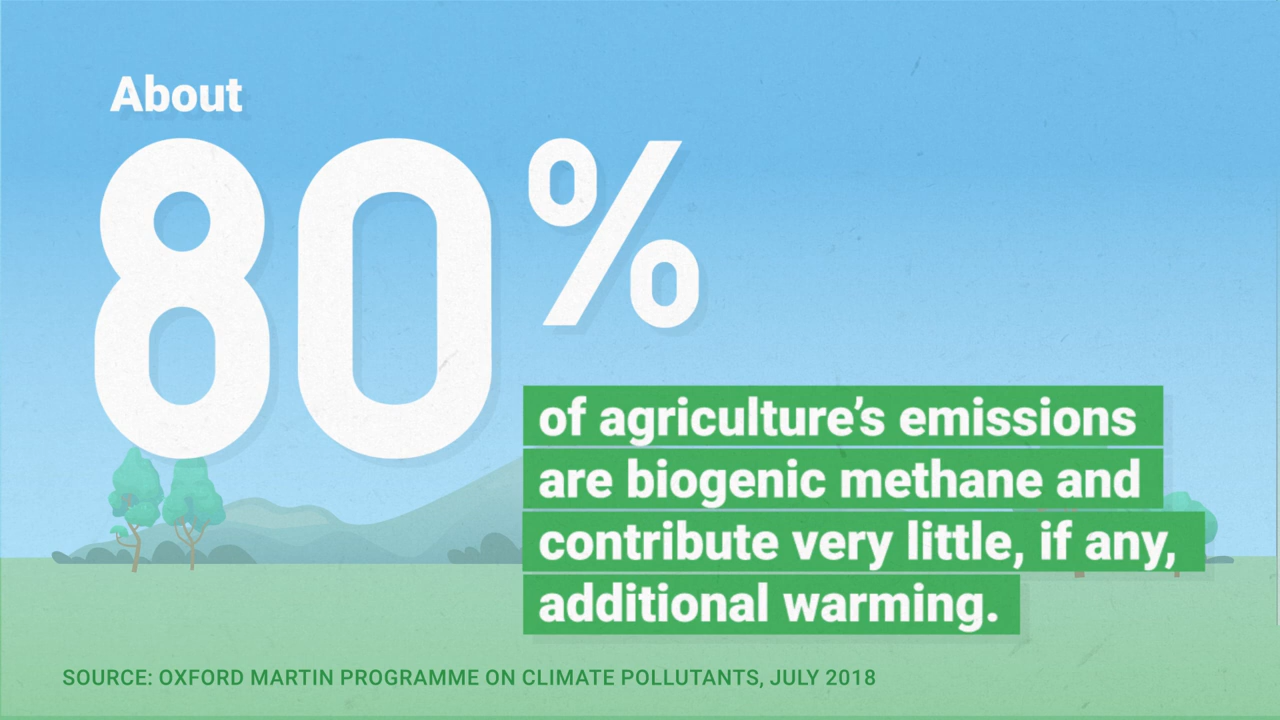 About
80%
of agriculture’s emissions
are biogenic methane and
contribute very little, if any,
additional warming.
SOURCE: OXFORD MARTIN PROGRAMME ON CLIMATE POLLUTANTS, JULY 2018